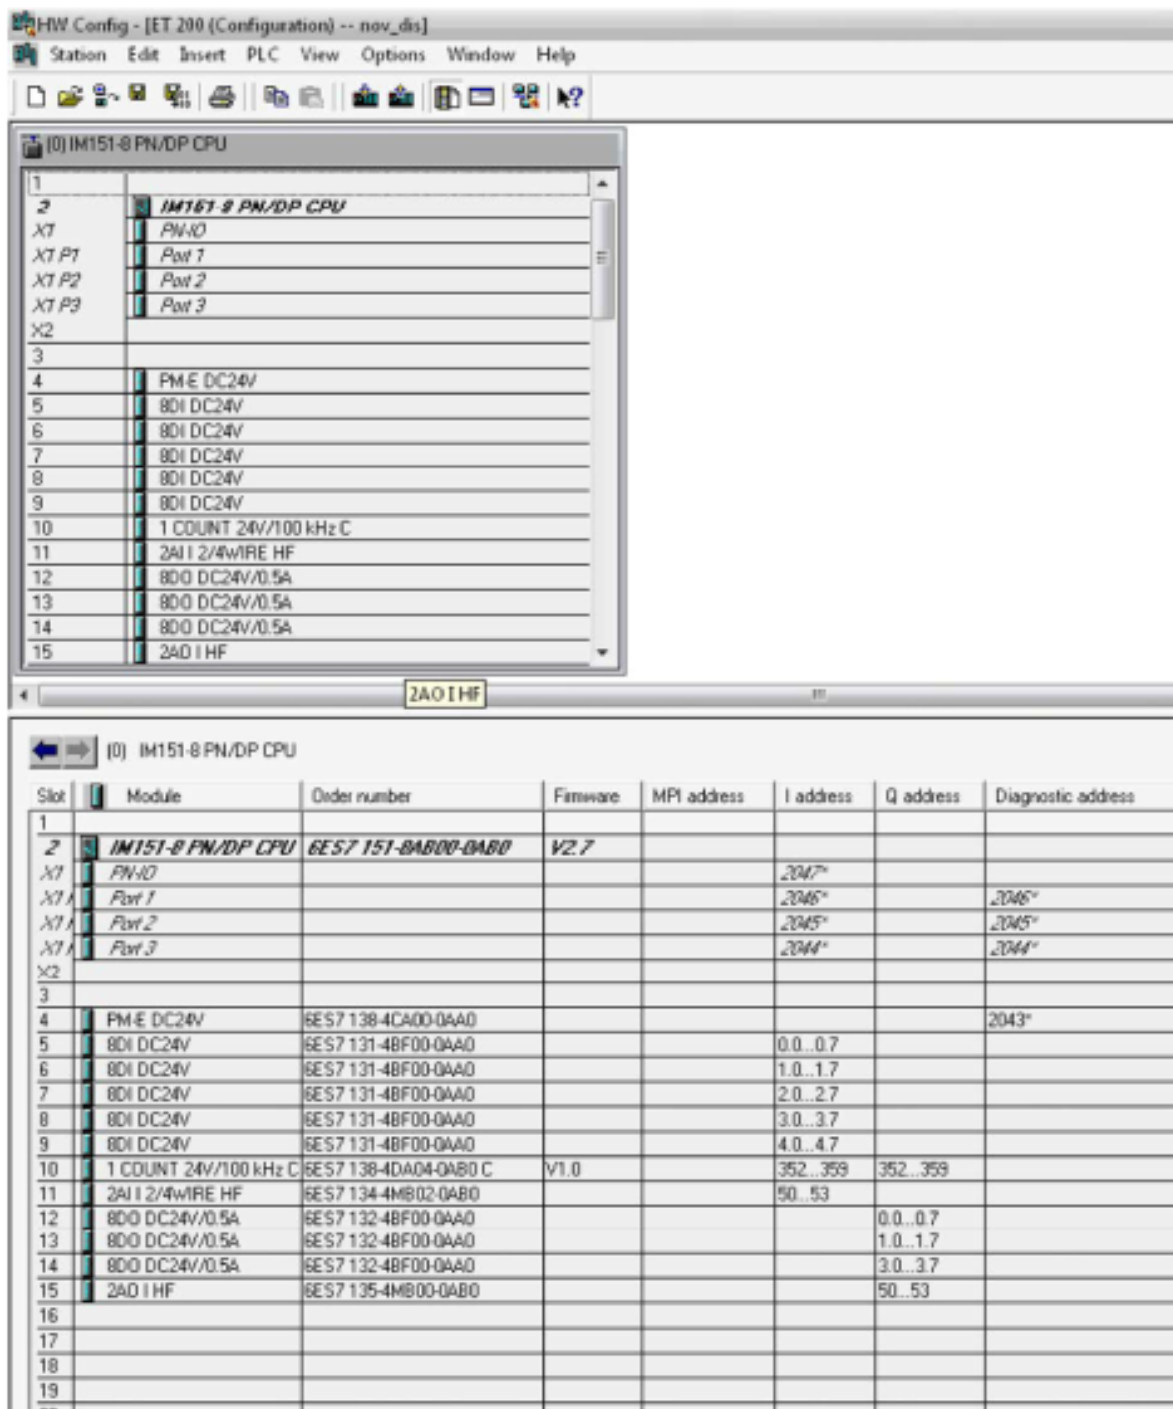 HW Config - [ET 200 (Configuration) -- nov_dis]
Station Edit Insert PLC View Options Window Help
(0) IM151-8 PN/DP CPU
1
2 IM151-8 PN/DP CPU
X1 PN-IO
X1 P1 Port 1
X1 P2 Port 2
X1 P3 Port 3
X2
3
4 PM-E DC24V
5 8DI DC24V
6 8DI DC24V
7 8DI DC24V
8 8DI DC24V
9 8DI DC24V
10 1 COUNT 24V/100 kHz C
11 2AI I 2/4WIRE HF
12 8DO DC24V/0.5A
13 8DO DC24V/0.5A
14 8DO DC24V/0.5A
15 2AO I HF
2AO I HF
(0) IM151-8 PN/DP CPU
Slot Module Order number Firmware MPI address I address Q address Diagnostic address
1
2 IM151-8 PN/DP CPU 6ES7 151-8AB00-0AB0 V2.7
X1 PN-IO 2047*
X1 Port 1 2046* 2046*
X1 Port 2 2045* 2045*
X1 Port 3 2044* 2044*
X2
3
4 PM-E DC24V 6ES7 138-4CA00-0AA0 2043*
5 8DI DC24V 6ES7 131-4BF00-0AA0 0.0...0.7
6 8DI DC24V 6ES7 131-4BF00-0AA0 1.0...1.7
7 8DI DC24V 6ES7 131-4BF00-0AA0 2.0...2.7
8 8DI DC24V 6ES7 131-4BF00-0AA0 3.0...3.7
9 8DI DC24V 6ES7 131-4BF00-0AA0 4.0...4.7
10 1 COUNT 24V/100 kHz C 6ES7 138-4DA04-0AB0 C V1.0 352...359 352...359
11 2AI I 2/4WIRE HF 6ES7 134-4MB02-0AB0 50...53
12 8DO DC24V/0.5A 6ES7 132-4BF00-0AA0 0.0...0.7
13 8DO DC24V/0.5A 6ES7 132-4BF00-0AA0 1.0...1.7
14 8DO DC24V/0.5A 6ES7 132-4BF00-0AA0 3.0...3.7
15 2AO I HF 6ES7 135-4MB00-0AB0 50...53
16
17
18
19